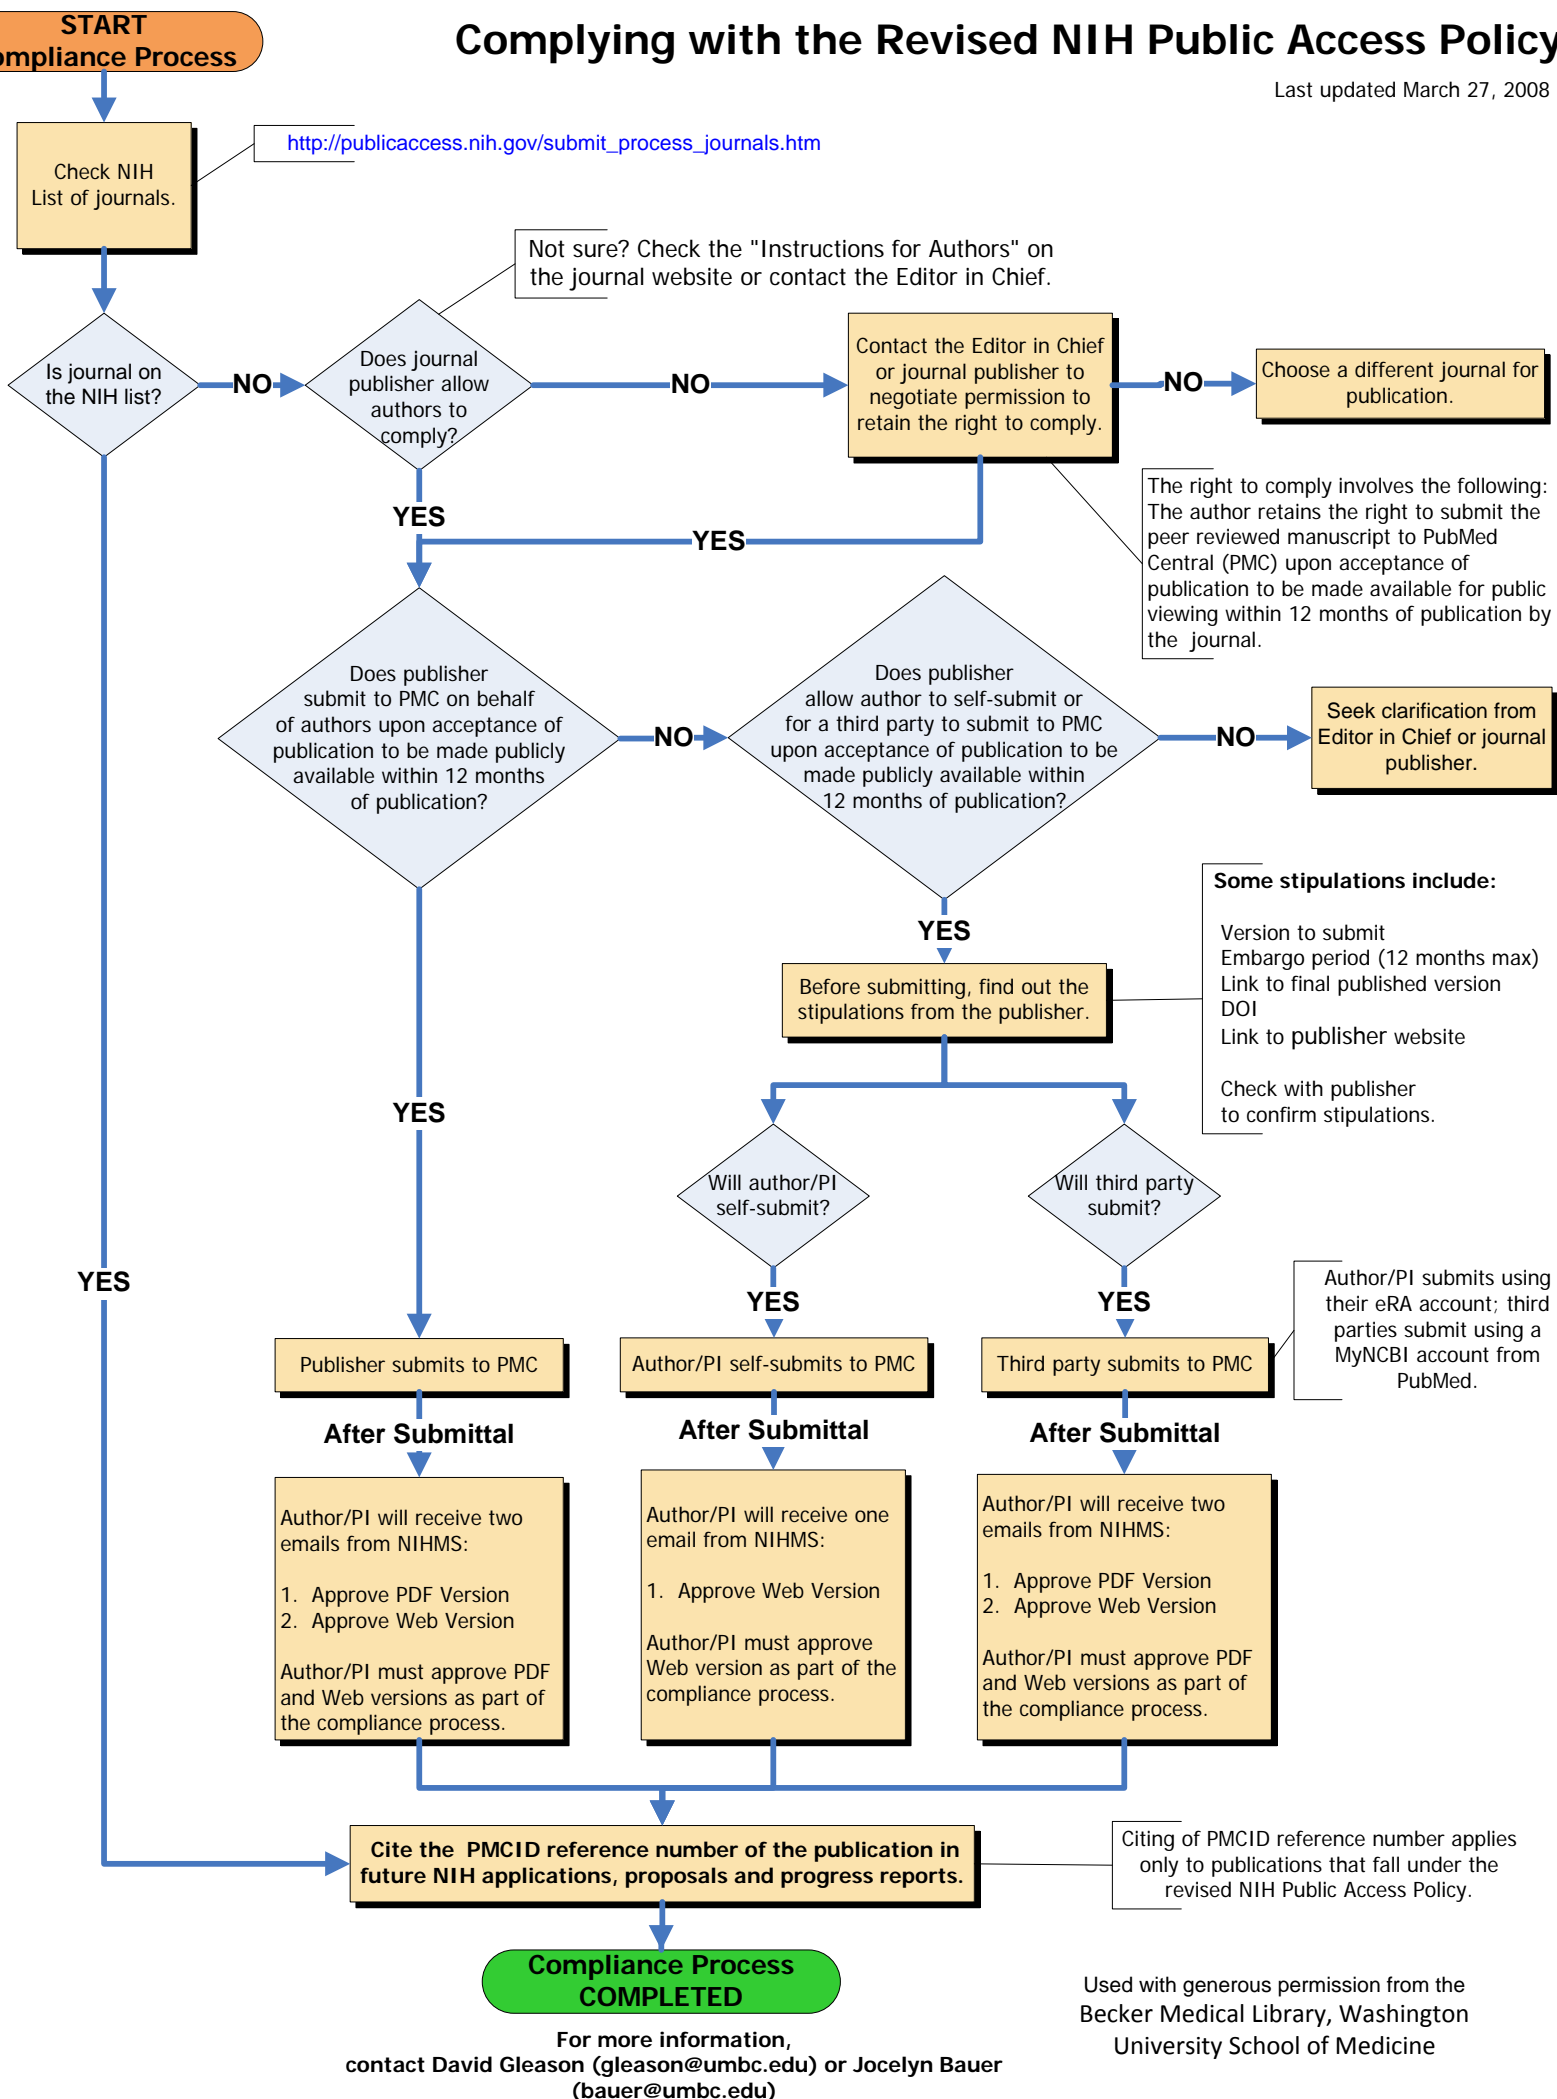 START
ompliance Process
Complying with the Revised NIH Public Access Policy
Last updated March 27, 2008
Check NIH
List of journals.
http://publicaccess.nih.gov/submit_process_journals.htm
Not sure? Check the "Instructions for Authors" on
the journal website or contact the Editor in Chief.
Is journal on
the NIH list?
NO
Does journal
publisher allow
authors to
comply?
NO
Contact the Editor in Chief
or journal publisher to
negotiate permission to
retain the right to comply.
NO
Choose a different journal for
publication.
The right to comply involves the following:
The author retains the right to submit the
peer reviewed manuscript to PubMed
Central (PMC) upon acceptance of
publication to be made available for public
viewing within 12 months of publication by
the journal.
YES
YES
Does publisher
submit to PMC on behalf
of authors upon acceptance of
publication to be made publicly
available within 12 months
of publication?
NO
Does publisher
allow author to self-submit or
for a third party to submit to PMC
upon acceptance of publication to be
made publicly available within
12 months of publication?
NO
Seek clarification from
Editor in Chief or journal
publisher.
YES
Before submitting, find out the
stipulations from the publisher.
Some stipulations include:
Version to submit
Embargo period (12 months max)
Link to final published version
DOI
Link to publisher website
Check with publisher
to confirm stipulations.
YES
Will author/PI
self-submit?
Will third party
submit?
YES
YES
YES
Author/PI submits using
their eRA account; third
parties submit using a
MyNCBI account from
PubMed.
Publisher submits to PMC
Author/PI self-submits to PMC
Third party submits to PMC
After Submittal
After Submittal
After Submittal
Author/PI will receive two
emails from NIHMS:
1. Approve PDF Version
2. Approve Web Version
Author/PI must approve PDF
and Web versions as part of
the compliance process.
Author/PI will receive one
email from NIHMS:
1. Approve Web Version
Author/PI must approve
Web version as part of the
compliance process.
Author/PI will receive two
emails from NIHMS:
1. Approve PDF Version
2. Approve Web Version
Author/PI must approve PDF
and Web versions as part of
the compliance process.
Cite the PMCID reference number of the publication in
future NIH applications, proposals and progress reports.
Citing of PMCID reference number applies
only to publications that fall under the
revised NIH Public Access Policy.
Compliance Process
COMPLETED
For more information,
contact David Gleason (gleason@umbc.edu) or Jocelyn Bauer
(bauer@umbc.edu)
Used with generous permission from the
Becker Medical Library, Washington
University School of Medicine